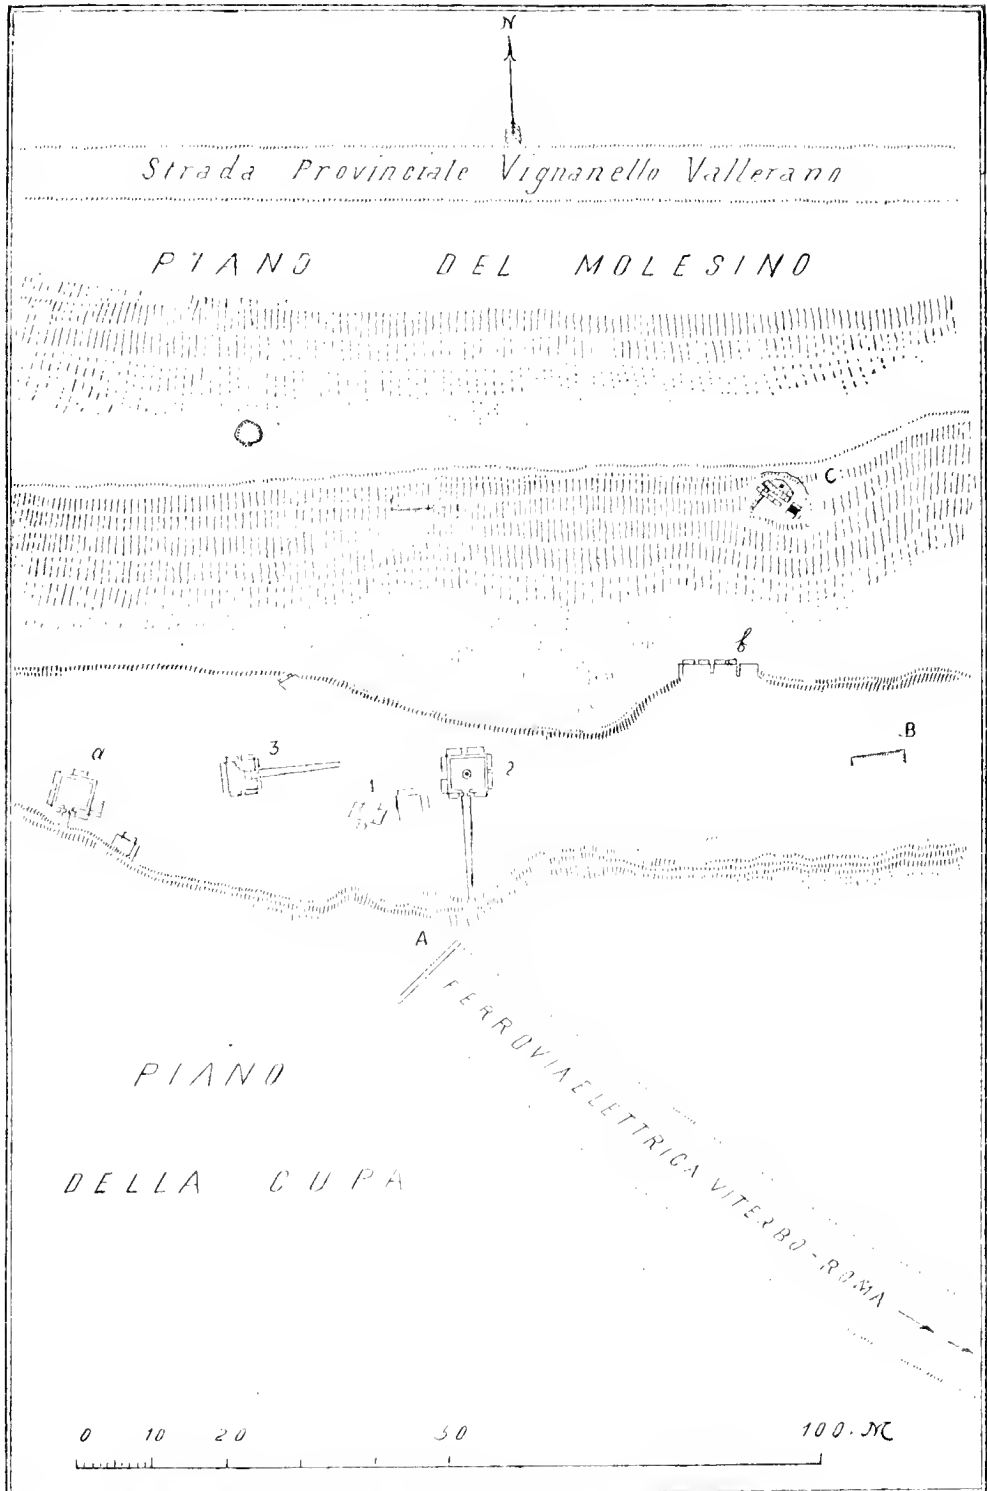 N
Strada Provinciale Vignanello Vallerano
PIANO DEL MOLESINO
C
f
B
a
3
2
1
A
FERROVIA ELETTRICA VITERBO-ROMA
PIANO
DELLA CUPA
0 10 20 50 100. M